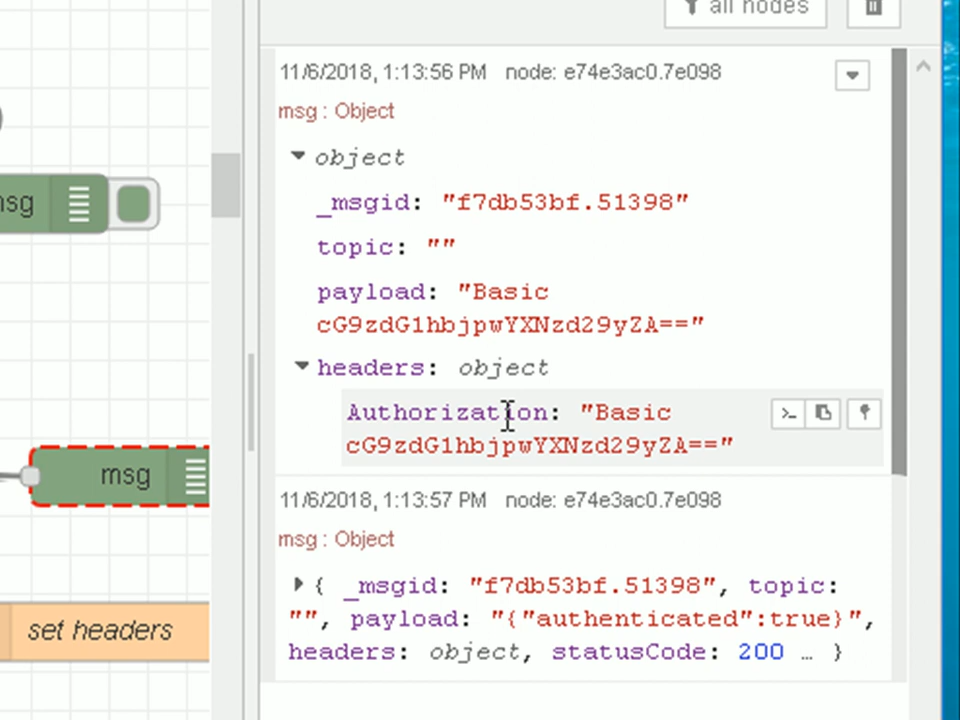 all nodes
11/6/2018, 1:13:56 PM node: e74e3ac0.7e098
msg : Object
object
_msgid: "f7db53bf.51398"
topic: ""
payload: "Basic
cG9zdG1hbjpwYXNzd29yZA=="
headers: object
Authorization: "Basic
cG9zdG1hbjpwYXNzd29yZA=="
11/6/2018, 1:13:57 PM node: e74e3ac0.7e098
msg : Object
{ _msgid: "f7db53bf.51398", topic:
"", payload: "{"authenticated":true}",
headers: object, statusCode: 200 … }
msg
msg
set headers